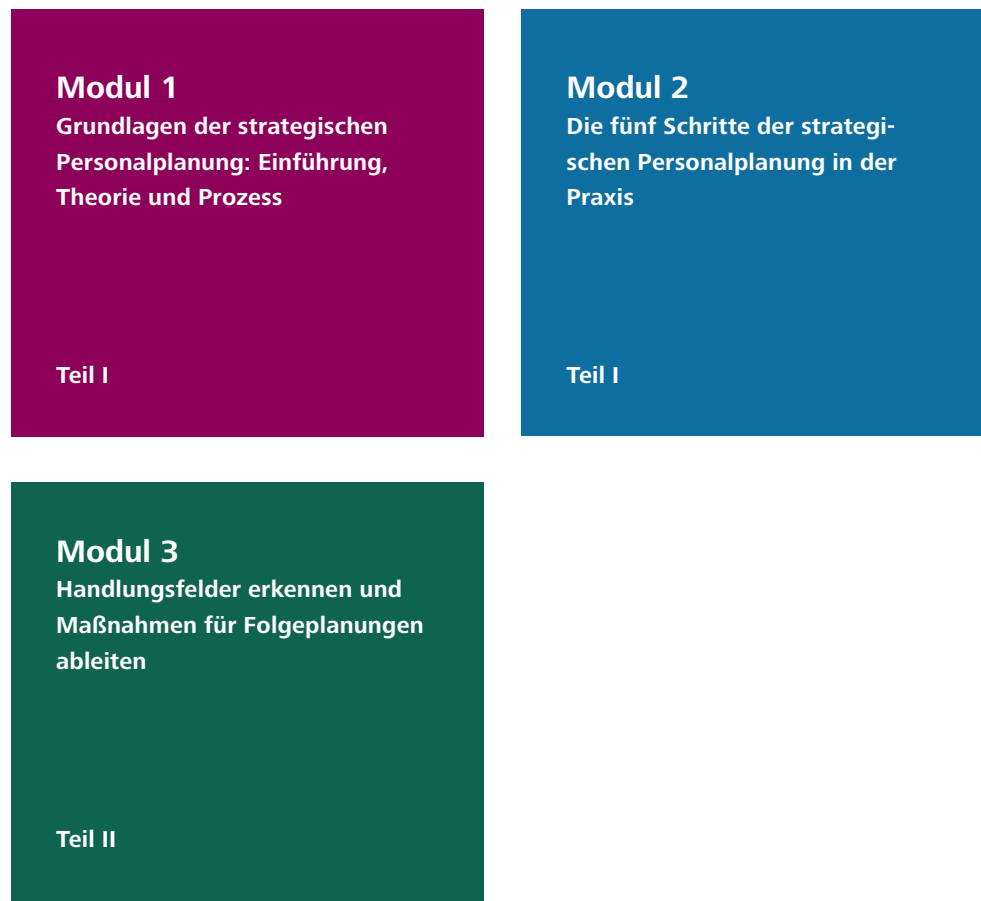 Modul 1
Grundlagen der strategischen
Personalplanung: Einführung,
Theorie und Prozess
Teil I
Modul 2
Die fünf Schritte der strategi-
schen Personalplanung in der
Praxis
Teil I
Modul 3
Handlungsfelder erkennen und
Maßnahmen für Folgeplanungen
ableiten
Teil II